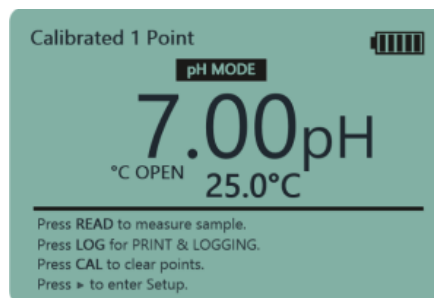 Calibrated 1 Point
pH MODE
7.00pH
°C OPEN 25.0°C
Press READ to measure sample.
Press LOG for PRINT & LOGGING.
Press CAL to clear points.
Press ► to enter Setup.